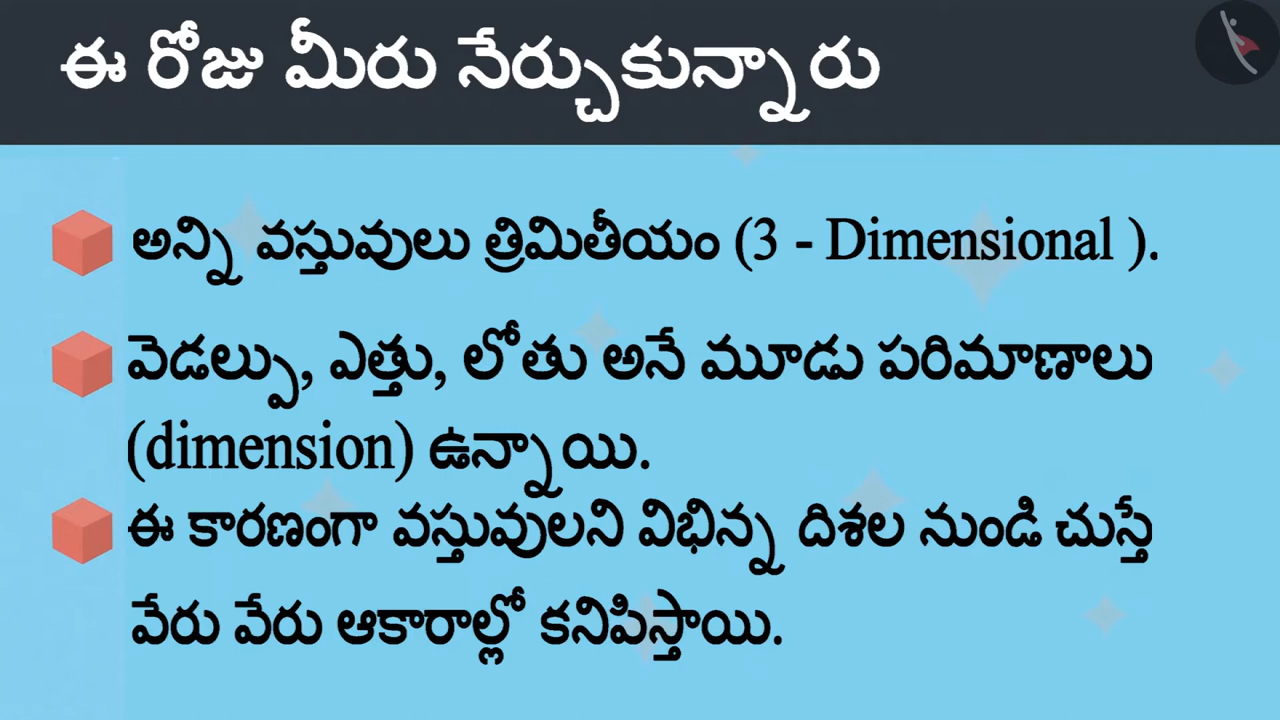 ఈ రోజు మీరు నేర్చుకున్నారు
అన్ని వస్తువులు త్రిమితీయం (3 - Dimensional ).
వెడల్పు, ఎత్తు, లోతు అనే మూడు పరిమాణాలు
(dimension) ఉన్నాయి.
ఈ కారణంగా వస్తువులని విభిన్న దిశల నుండి చుస్తే
వేరు వేరు ఆకారాల్లో కనిపిస్తాయి.